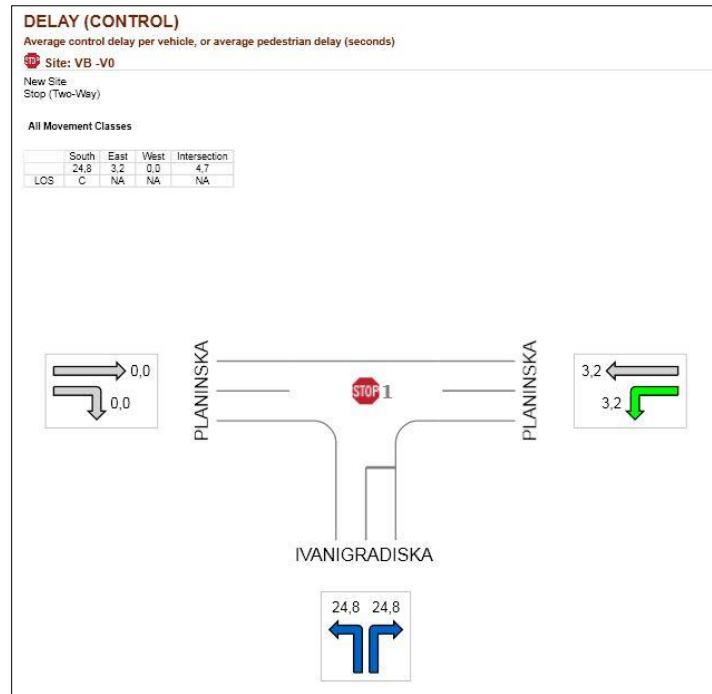 DELAY (CONTROL)
Average control delay per vehicle, or average pedestrian delay (seconds)
STOP Site: VB -V0
New Site
Stop (Two-Way)
All Movement Classes
South East West Intersection
24,8 3,2 0,0 4,7
LOS C NA NA NA
PLANINSKA
PLANINSKA
0,0
0,0
STOP 1
3,2
3,2
IVANIGRADISKA
24,8 24,8